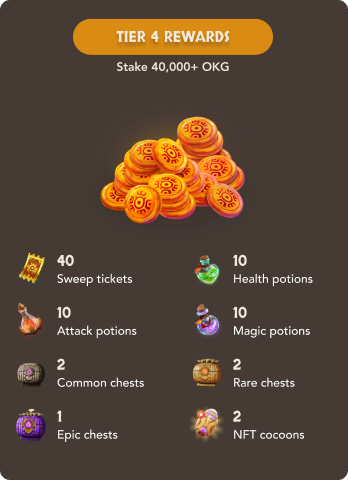 TIER 4 REWARDS
Stake 40,000+ OKG
40
Sweep tickets
10
Health potions
10
Attack potions
10
Magic potions
2
Common chests
2
Rare chests
1
Epic chests
2
NFT cocoons